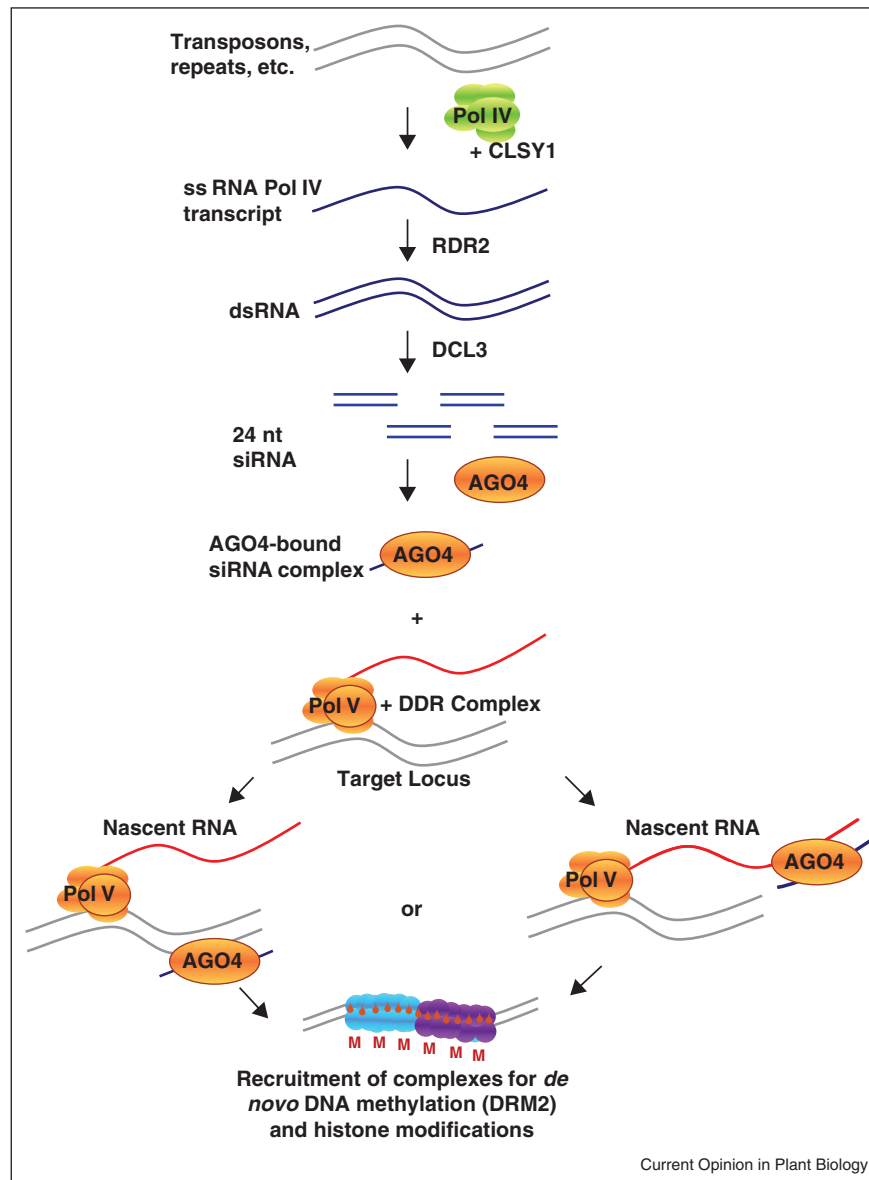 Transposons,
repeats, etc.
Pol IV
+ CLSY1
ss RNA Pol IV
transcript
RDR2
dsRNA
DCL3
24 nt
siRNA
AGO4
AGO4-bound
siRNA complex
AGO4
+
Pol V
+ DDR Complex
Target Locus
Nascent RNA
Pol V
AGO4
or
Nascent RNA
AGO4
Pol V
M M M M M M
Recruitment of complexes for de
novo DNA methylation (DRM2)
and histone modifications
Current Opinion in Plant Biology